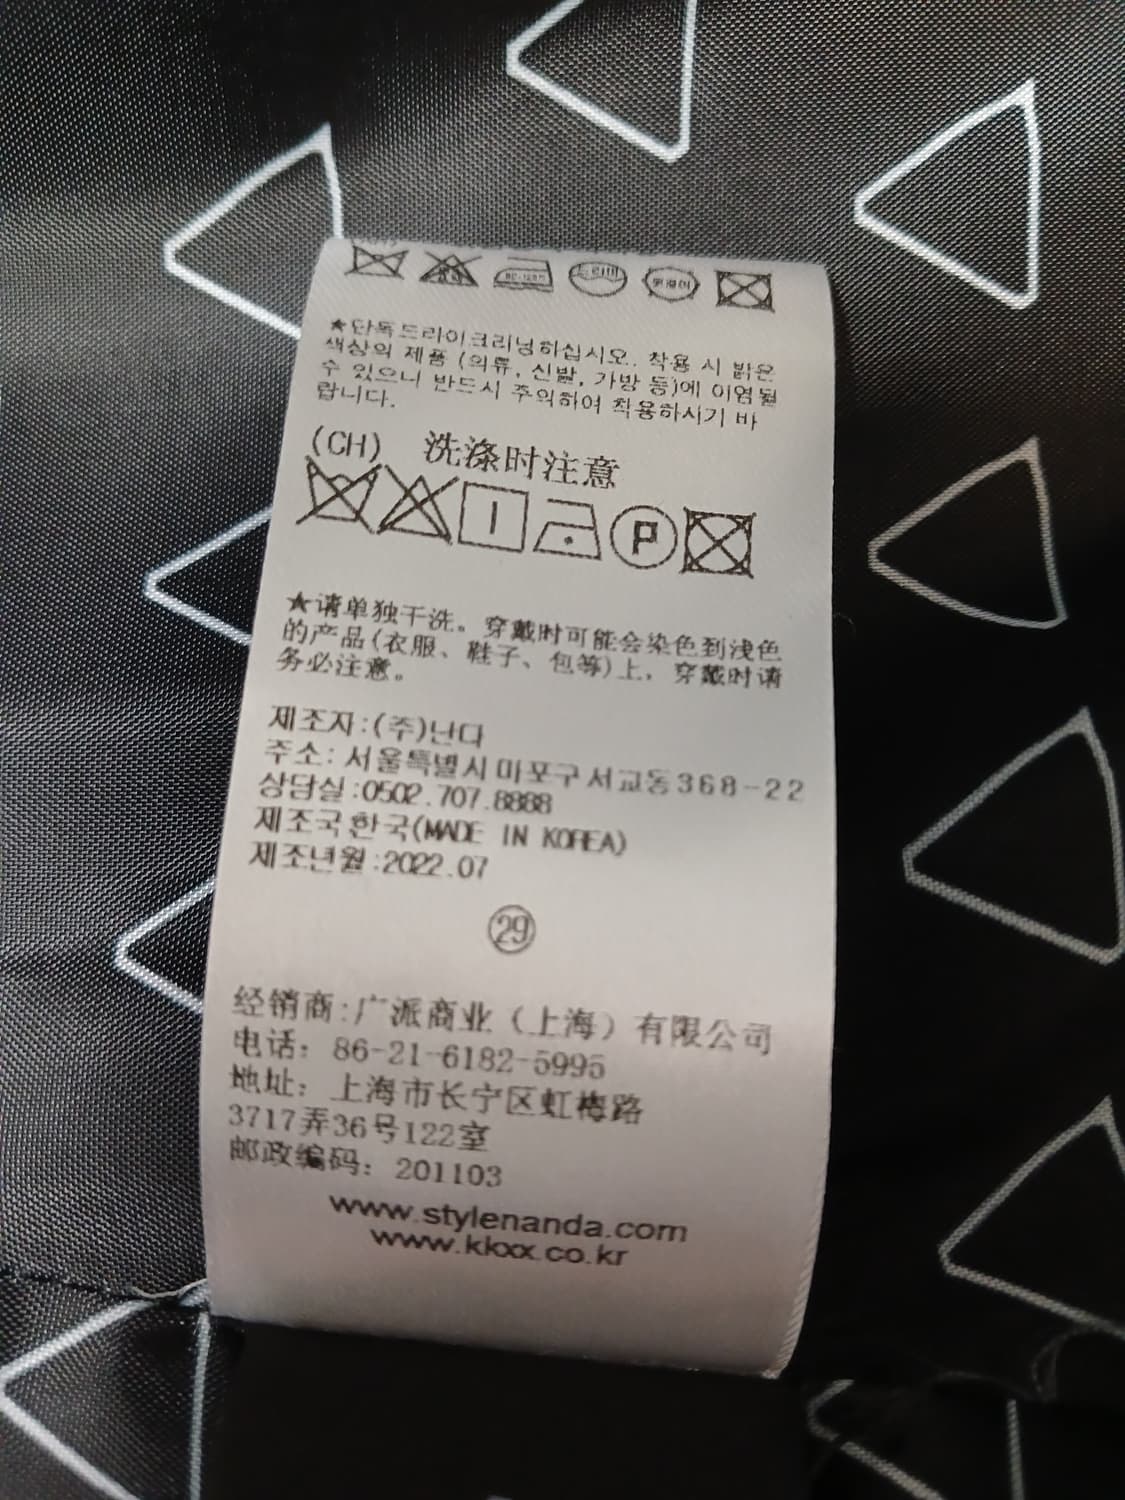 드라이
옷걸이
★단독드라이크리닝하십시오. 착용 시 밝은
색상의 제품 (의류, 신발, 가방 등)에 이염될
수 있으니 반드시 주의하여 착용하시기 바
랍니다.
(CH) 洗涤时注意
P
★请单独干洗。穿戴时可能会染色到浅色
的产品(衣服、鞋子、包等)上，穿戴时请
务必注意。
제조자:(주)난다
주소: 서울특별시 마포구 서교동368-22
상담실:0502.707.8888
제조국 한국(MADE IN KOREA)
제조년월:2022.07
29
经销商:广派商业（上海）有限公司
电话: 86-21-6182-5995
地址: 上海市长宁区虹梅路
3717弄36号122室
邮政编码: 201103
www.stylenanda.com
www.kkxx.co.kr